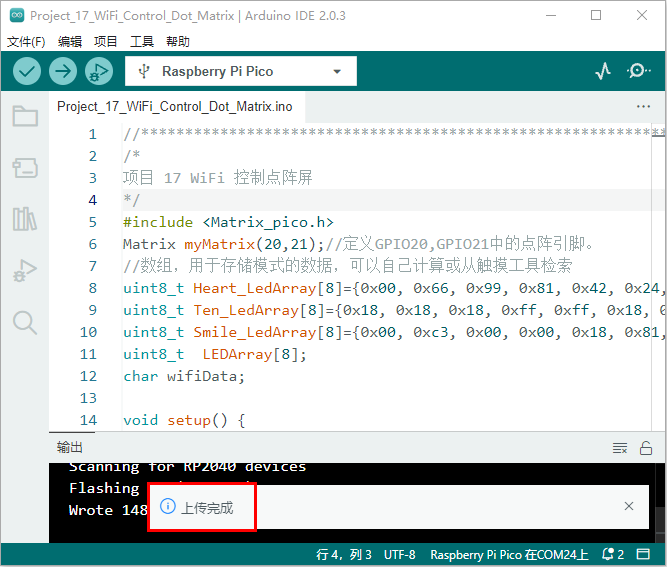 Project_17_WiFi_Control_Dot_Matrix | Arduino IDE 2.0.3
文件(F) 编辑 项目 工具 帮助
Raspberry Pi Pico
Project_17_WiFi_Control_Dot_Matrix.ino
1 //************************************************************
2 /*
3 项目 17 WiFi 控制点阵屏
4 */
5 #include <Matrix_pico.h>
6 Matrix myMatrix(20,21);//定义GPIO20,GPIO21中的点阵引脚。
7 //数组，用于存储模式的数据，可以自己计算或从触摸工具检索
8 uint8_t Heart_LedArray[8]={0x00, 0x66, 0x99, 0x81, 0x42, 0x24,
9 uint8_t Ten_LedArray[8]={0x18, 0x18, 0x18, 0xff, 0xff, 0x18,
10 uint8_t Smile_LedArray[8]={0x00, 0xc3, 0x00, 0x00, 0x18, 0x81,
11 uint8_t  LEDArray[8];
12 char wifiData;
13
14 void setup() {
输出
Scanning for RP2040 devices
Flashing
Wrote 148
上传完成
行 4，列 3 UTF-8 Raspberry Pi Pico 在COM24上 2